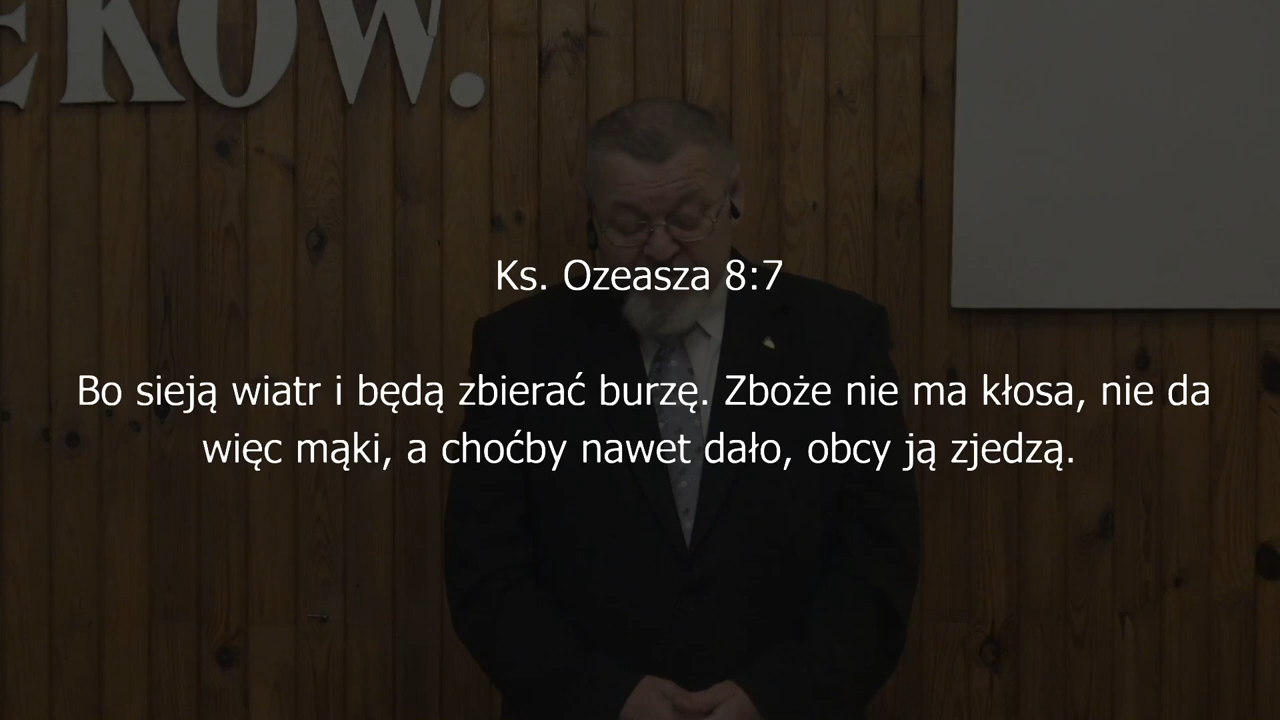 EKÓW.
Ks. Ozeasza 8:7
Bo sieją wiatr i będą zbierać burzę. Zboże nie ma kłosa, nie da
więc mąki, a choćby nawet dało, obcy ją zjedzą.